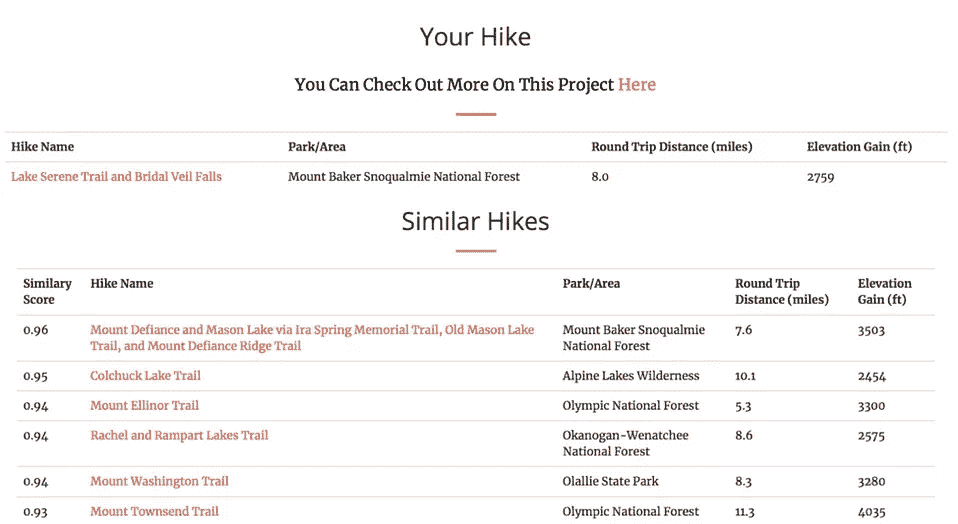 Your Hike
You Can Check Out More On This Project Here
Hike Name Park/Area Round Trip Distance (miles) Elevation Gain (ft)
Lake Serene Trail and Bridal Veil Falls Mount Baker Snoqualmie National Forest 8.0 2759
Similar Hikes
Similary Hike Name Park/Area Round Trip Elevation
Score Distance (miles) Gain (ft)
0.96 Mount Defiance and Mason Lake via Ira Spring Memorial Trail, Old Mason Lake Mount Baker Snoqualmie 7.6 3503
Trail, and Mount Defiance Ridge Trail National Forest
0.95 Colchuck Lake Trail Alpine Lakes Wilderness 10.1 2454
0.94 Mount Ellinor Trail Olympic National Forest 5.3 3300
0.94 Rachel and Rampart Lakes Trail Okanogan-Wenatchee 8.6 2575
National Forest
0.94 Mount Washington Trail Olallie State Park 8.3 3280
0.93 Mount Townsend Trail Olympic National Forest 11.3 4035